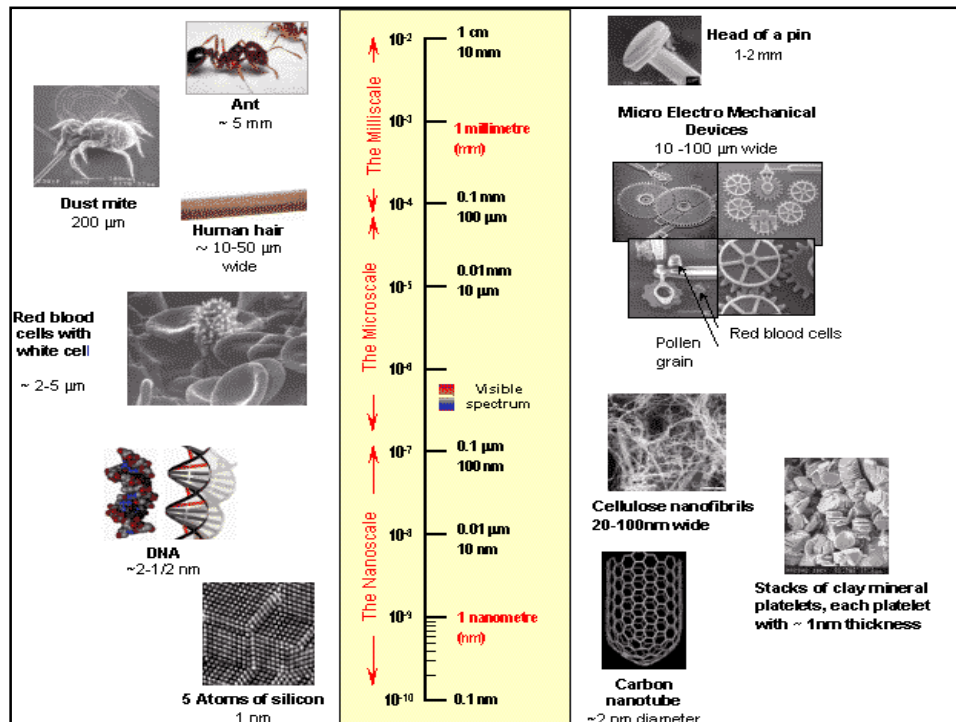 Ant
~ 5 mm
Dust mite
200 µm
Human hair
~ 10-50 µm
wide
Red blood
cells with
white cell
~ 2-5 µm
DNA
~2-1/2 nm
5 Atoms of silicon
1 nm
The Milliscale
The Microscale
The Nanoscale
10-2
1 cm
10 mm
10-3
1 millimetre
(mm)
10-4
0.1 mm
100 µm
0.01 mm
10-5
10 µm
10-6
Visible
spectrum
10-7
0.1 µm
100 nm
10-8
0.01 µm
10 nm
10-9
1 nanometre
(nm)
10-10
0.1 nm
Head of a pin
1-2 mm
Micro Electro Mechanical
Devices
10 -100 µm wide
Red blood cells
Pollen
grain
Cellulose nanofibrils
20-100nm wide
Stacks of clay mineral
platelets, each platelet
with ~ 1nm thickness
Carbon
nanotube
~2 nm diameter